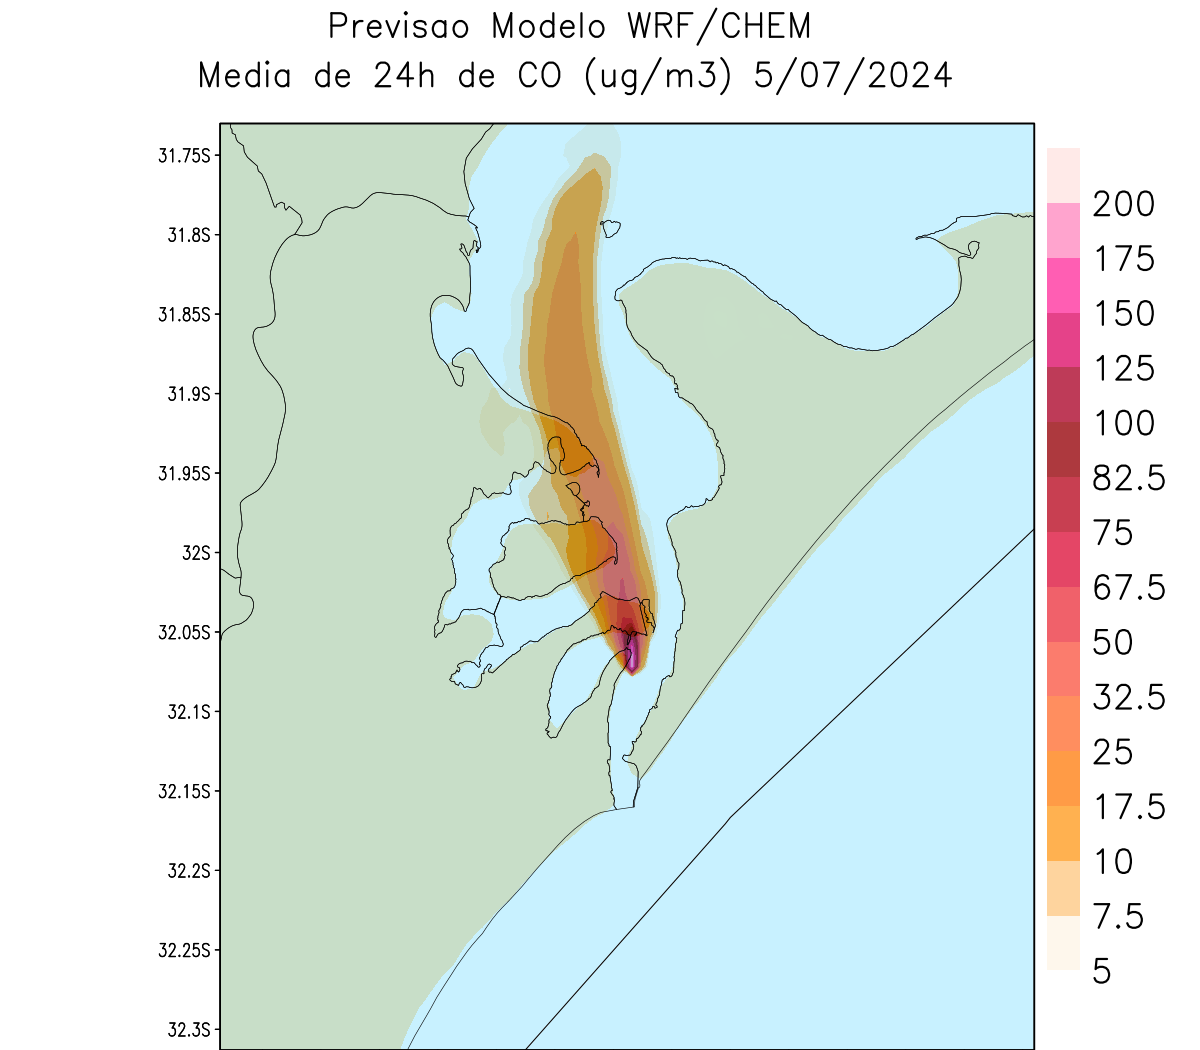 Previsao Modelo WRF/CHEM
Media de 24h de CO (ug/m3) 5/07/2024
31.75S
31.8S
31.85S
31.9S
31.95S
32S
32.05S
32.1S
32.15S
32.2S
32.25S
32.3S
200
175
150
125
100
82.5
75
67.5
50
32.5
25
17.5
10
7.5
5